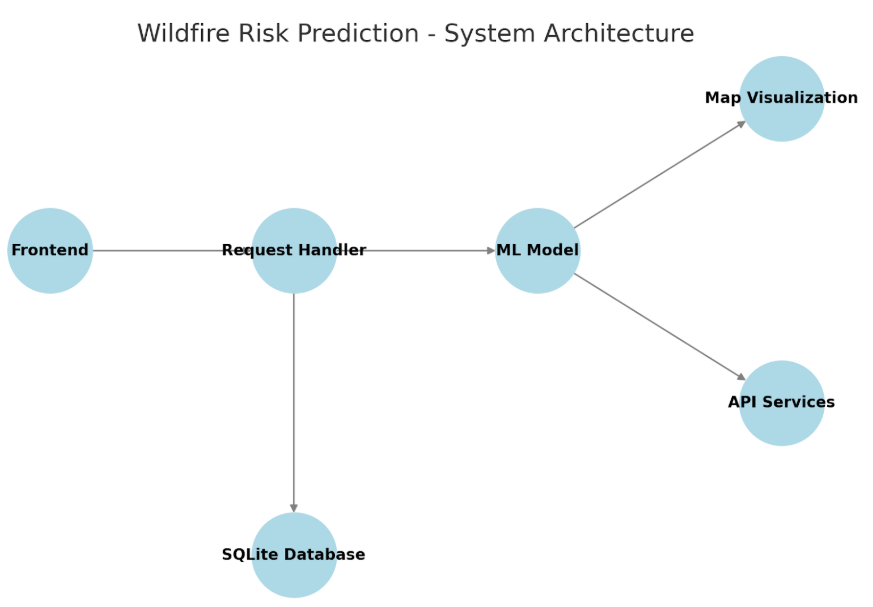 Wildfire Risk Prediction - System Architecture
Map Visualization
Frontend
Request Handler
ML Model
API Services
SQLite Database